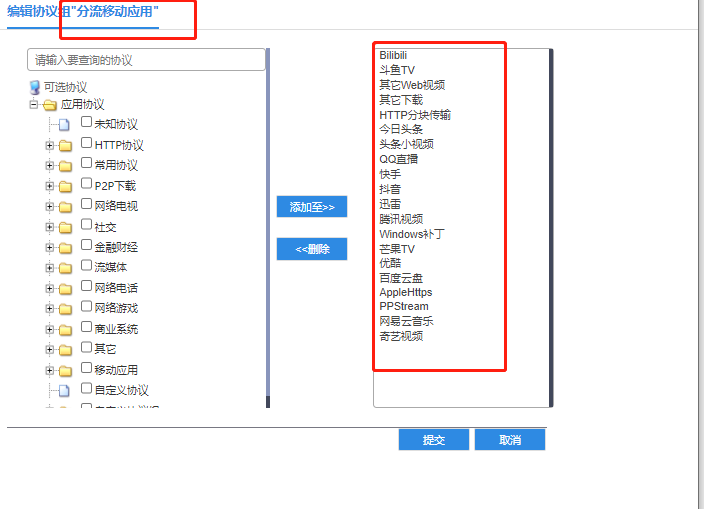 编辑协议组"分流移动应用"
请输入要查询的协议
可选协议
应用协议
未知协议
HTTP协议
常用协议
P2P下载
网络电视
社交
金融财经
流媒体
网络电话
网络游戏
商业系统
其它
移动应用
自定义协议
添加至>>
<<删除
Bilibili
斗鱼TV
其它Web视频
其它下载
HTTP分块传输
今日头条
头条小视频
QQ直播
快手
抖音
迅雷
腾讯视频
Windows补丁
芒果TV
优酷
百度云盘
AppleHttps
PPStream
网易云音乐
奇艺视频
提交
取消